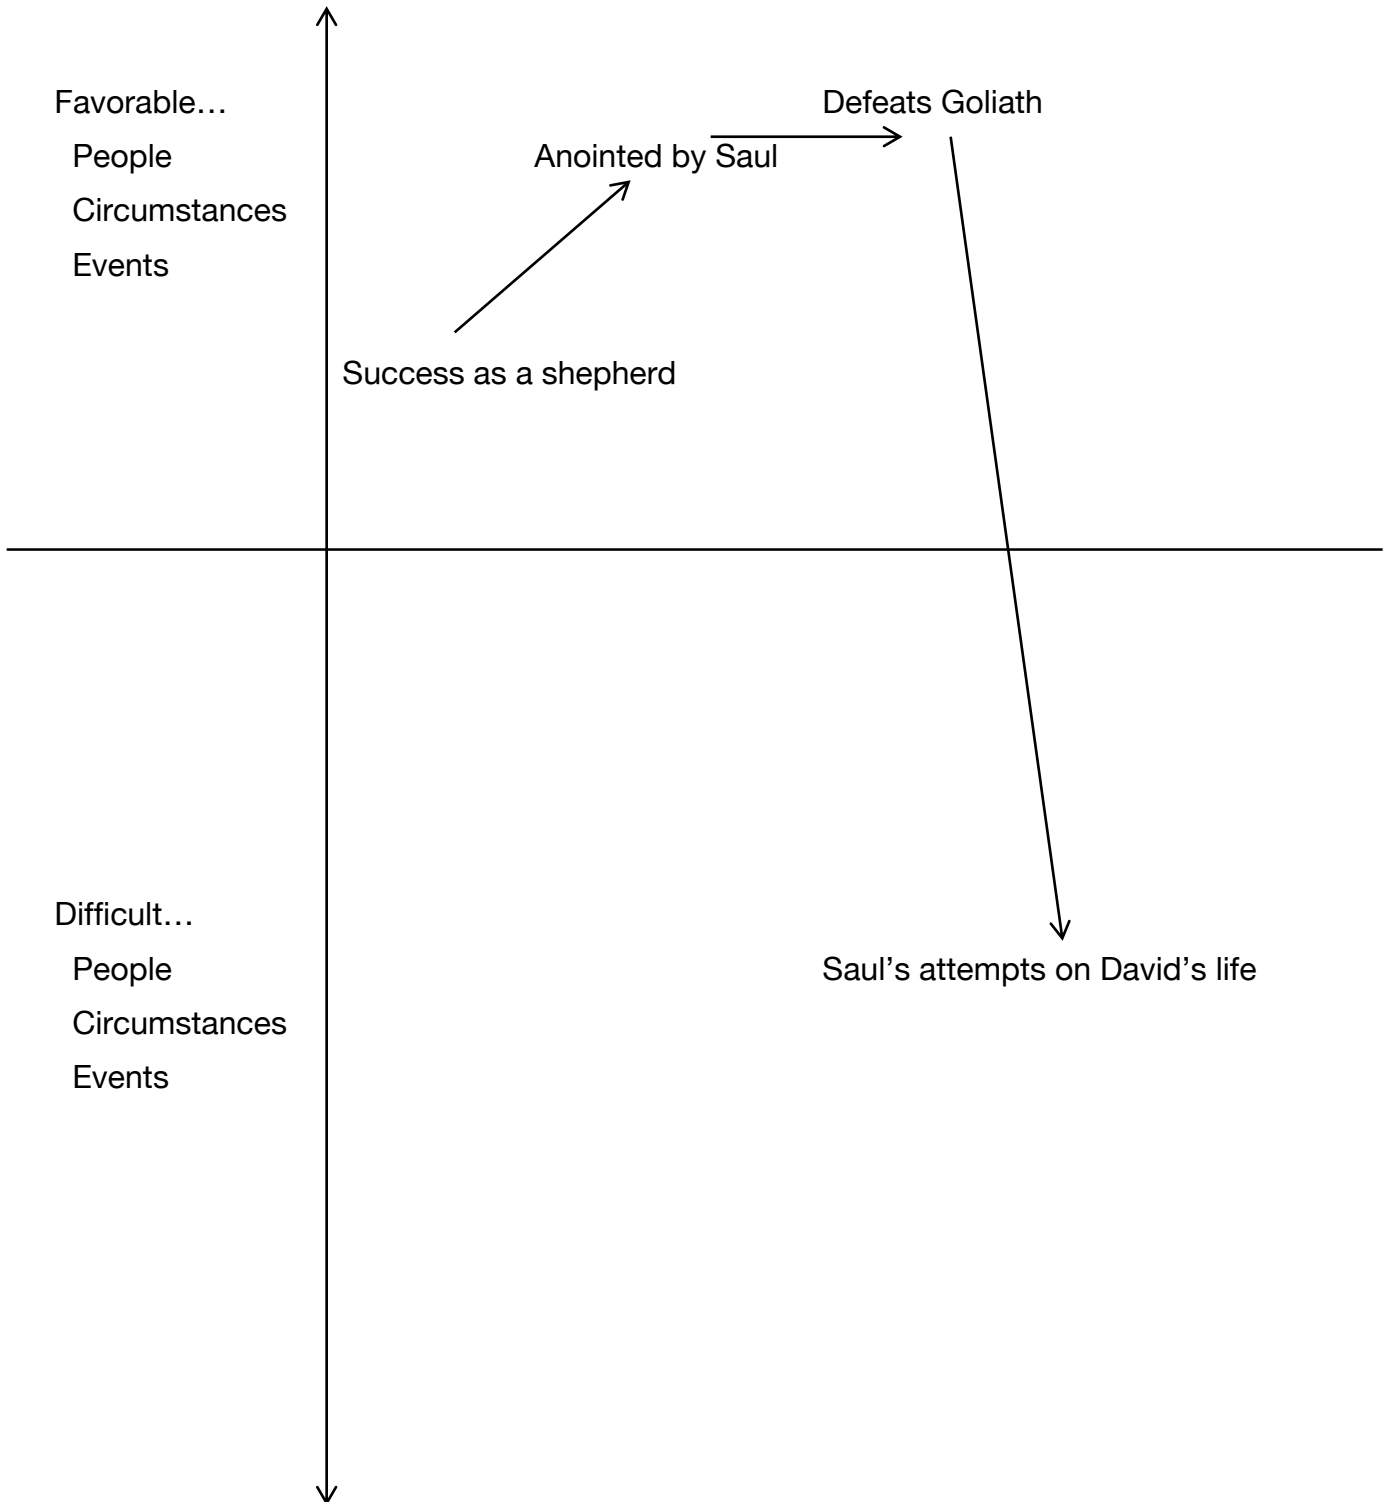 Favorable…
Defeats Goliath
People
Anointed by Saul
Circumstances
Events
Success as a shepherd
Difficult…
People
Saul’s attempts on David’s life
Circumstances
Events